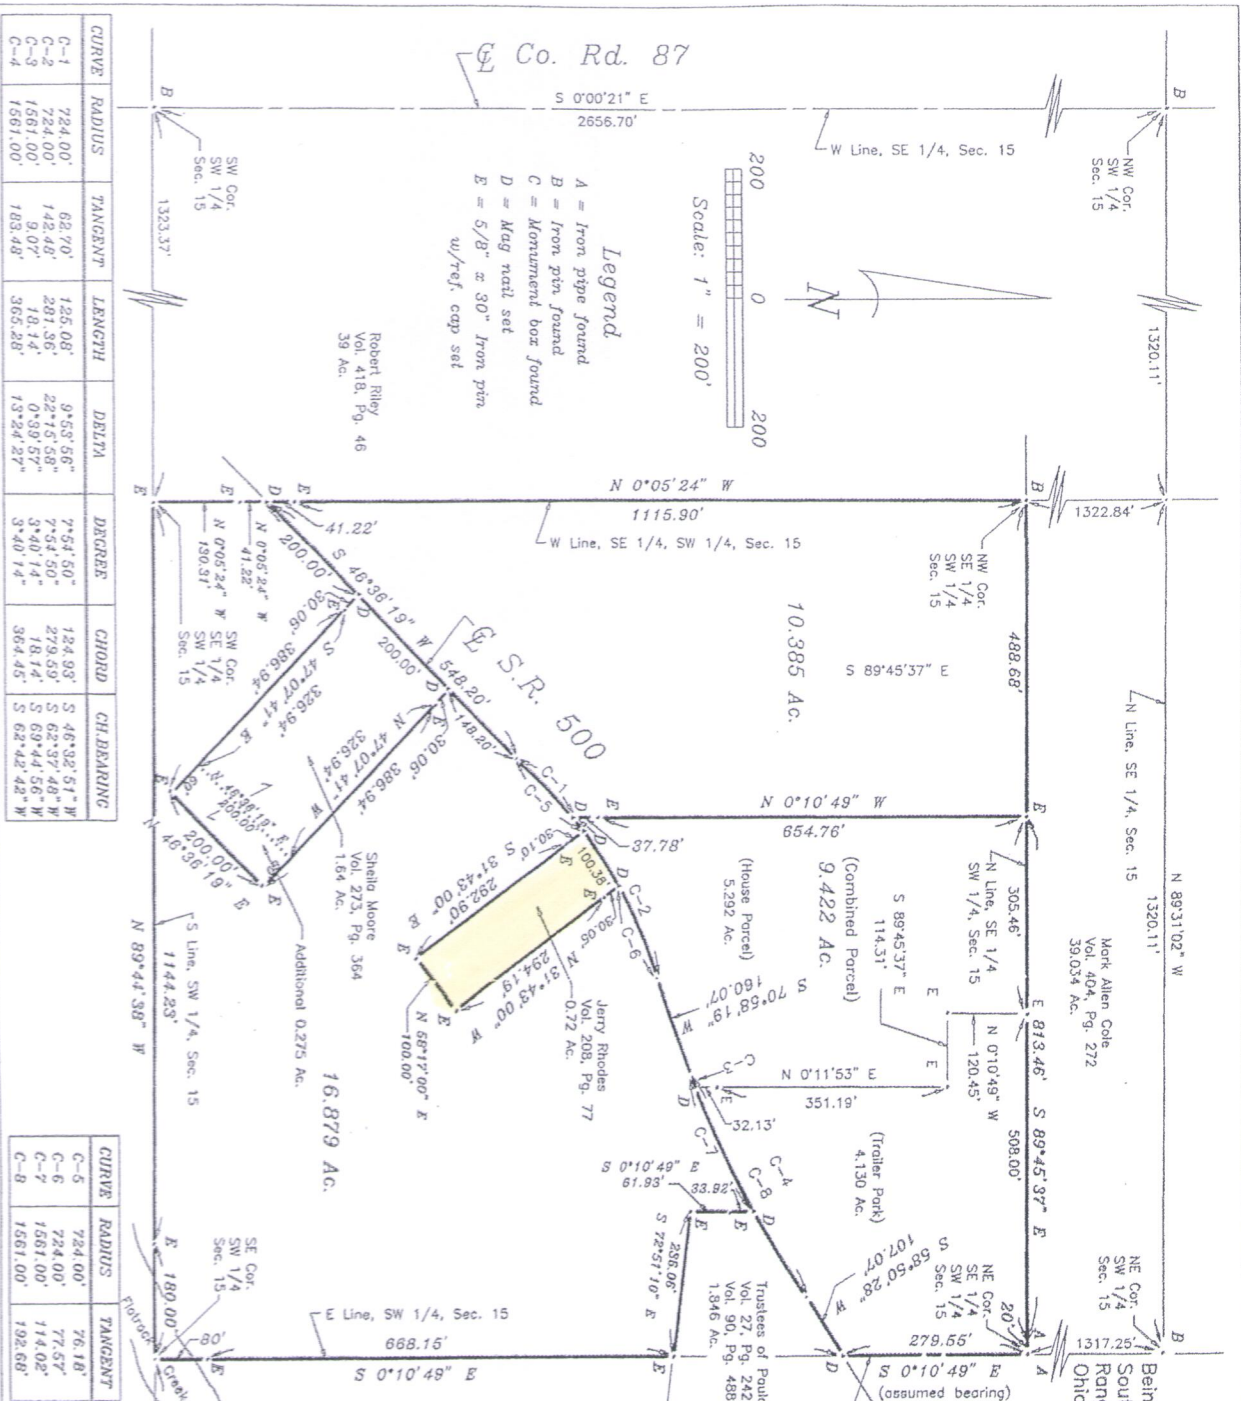 CURVE RADIUS TANGENT LENGTH DELTA DEGREE CHORD CH.BEARING
C-1 724.00' 62.70' 125.08' 9°53'56" 7°54'50" 124.93' S 46°32'51" W
C-2 724.00' 142.48' 281.36' 22°15'58" 7°54'50" 279.59' S 62°37'48" W
C-3 1561.00' 9.07' 18.14' 0°39'57" 3°40'14" 18.14' S 69°44'56" W
C-4 1561.00' 183.48' 365.28' 13°24'27" 3°40'14" 364.45' S 62°42'42" W
CURVE RADIUS TANGENT
C-5 724.00' 76.18'
C-6 724.00' 77.57'
C-7 1561.00' 114.02'
C-8 1561.00' 192.68'
℄ Co. Rd. 87
S 0°00'21" E
2656.70'
W Line, SE 1/4, Sec. 15
B
NW Cor.
SW 1/4
Sec. 15
B
SW Cor.
SW 1/4
Sec. 15
1323.37'
1320.11'
200 0 200
Scale: 1" = 200'
N
Legend
A = Iron pipe found
B = Iron pin found
C = Monument box found
D = Mag nail set
E = 5/8" x 30" Iron pin
w/ref. cap set
Robert Riley
Vol. 418, Pg. 46
39 Ac.
N 0°05'24" W
1115.90'
W Line, SE 1/4, SW 1/4, Sec. 15
B
1322.84'
NW Cor.
SE 1/4
SW 1/4
Sec. 15
E
E
D
E
41.22'
N 0°05'24" W
41.22'
N 0°05'24" W
130.31'
SW Cor.
SE 1/4
SW 1/4
Sec. 15
10.385 Ac.
S 89°45'37" E
488.68'
N Line, SE 1/4, Sec. 15
N 89°31'02" W
1320.11'
℄ S.R. 500
S 46°36'19" W
548.20'
200.00'
200.00'
148.20'
D
E
D
E
30.06'
386.94'
S 47°07'41" E
326.94'
30.06'
386.94'
N 47°07'41" W
326.94'
N 46°36'19" E
200.00'
200.00'
N 46°36'19" E
E
E
Sheila Moore
Vol. 273, Pg. 364
1.64 Ac.
Additional 0.275 Ac.
C-1
C-5
D
E
N 0°10'49" W
654.76'
E
37.78'
D
D
C-2
C-6
100.38'
30.10'
S 31°43'00" E
292.90'
30.05'
N 31°43'00" W
294.19'
E
E
E
E
N 58°17'00" E
100.00'
Jerry Rhodes
Vol. 208, Pg. 77
0.72 Ac.
(House Parcel)
5.292 Ac.
(Combined Parcel)
9.422 Ac.
S 89°45'37" E
114.31'
E
E
N Line, SE 1/4
SW 1/4, Sec. 15
305.46'
E
813.46' S 89°45'37" E
508.00'
N 0°10'49" W
120.45'
Mark Allen Cole
Vol. 404, Pg. 272
39.034 Ac.
S 70°58'19" W
160.07'
C-3
N 0°11'53" E
351.19'
E
D
32.13'
C-7
C-4
C-8
(Trailer Park)
4.130 Ac.
S 0°10'49" E
61.93'
33.92'
D
E
E
S 72°51'10" E
236.06'
S 58°50'28" W
107.07'
D
NE Cor.
SE 1/4
SW 1/4
Sec. 15
20'
A
A
1317.25'
B
NE Cor.
SW 1/4
Sec. 15
279.55'
S 0°10'49" E
(assumed bearing)
Trustees of
Vol. 27, Pg. 242
Vol. 90, Pg. 488
1.846 Ac.
16.879 Ac.
S Line, SW 1/4, Sec. 15
1144.23'
N 89°44'38" W
SE Cor.
SW 1/4
Sec. 15
E
180.00'
80'
E
E Line, SW 1/4, Sec. 15
668.15'
S 0°10'49" E
E
Flatrock
Creek